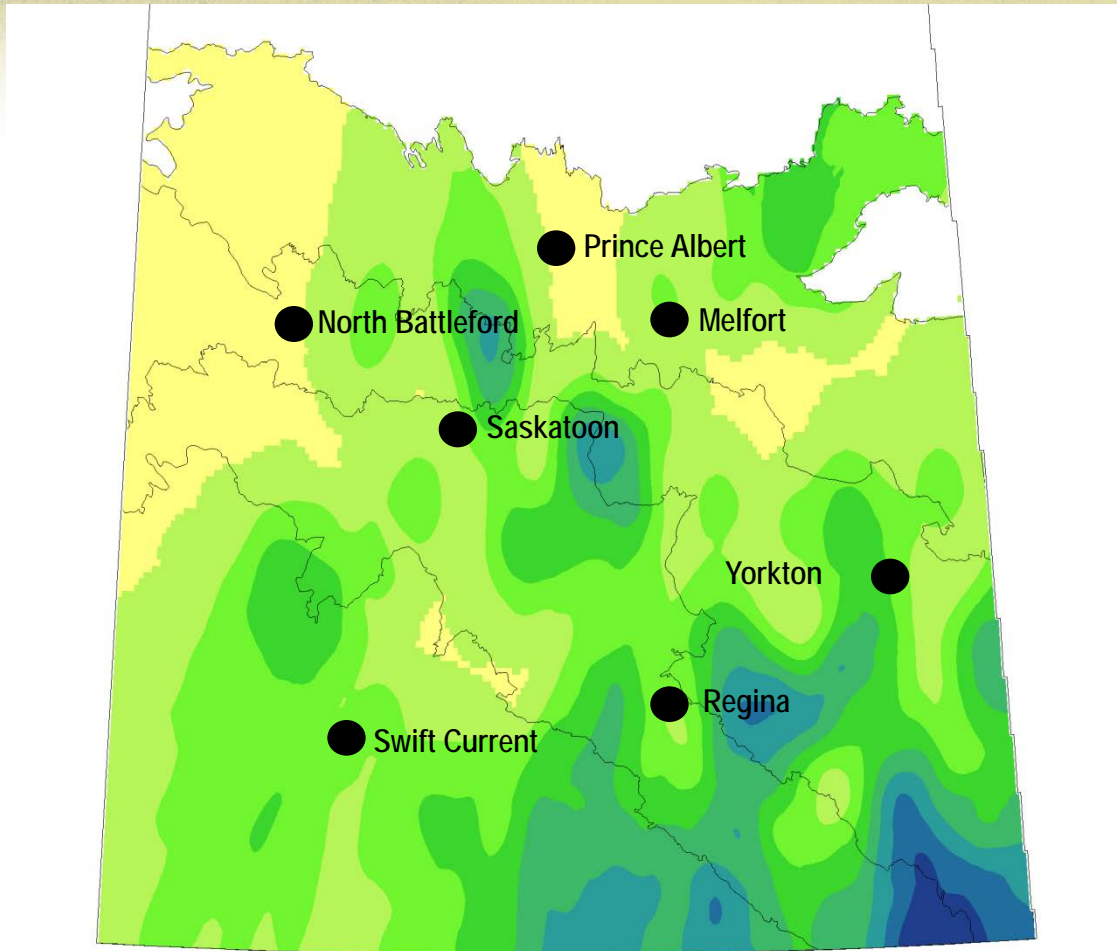 Prince Albert
North Battleford
Melfort
Saskatoon
Yorkton
Regina
Swift Current